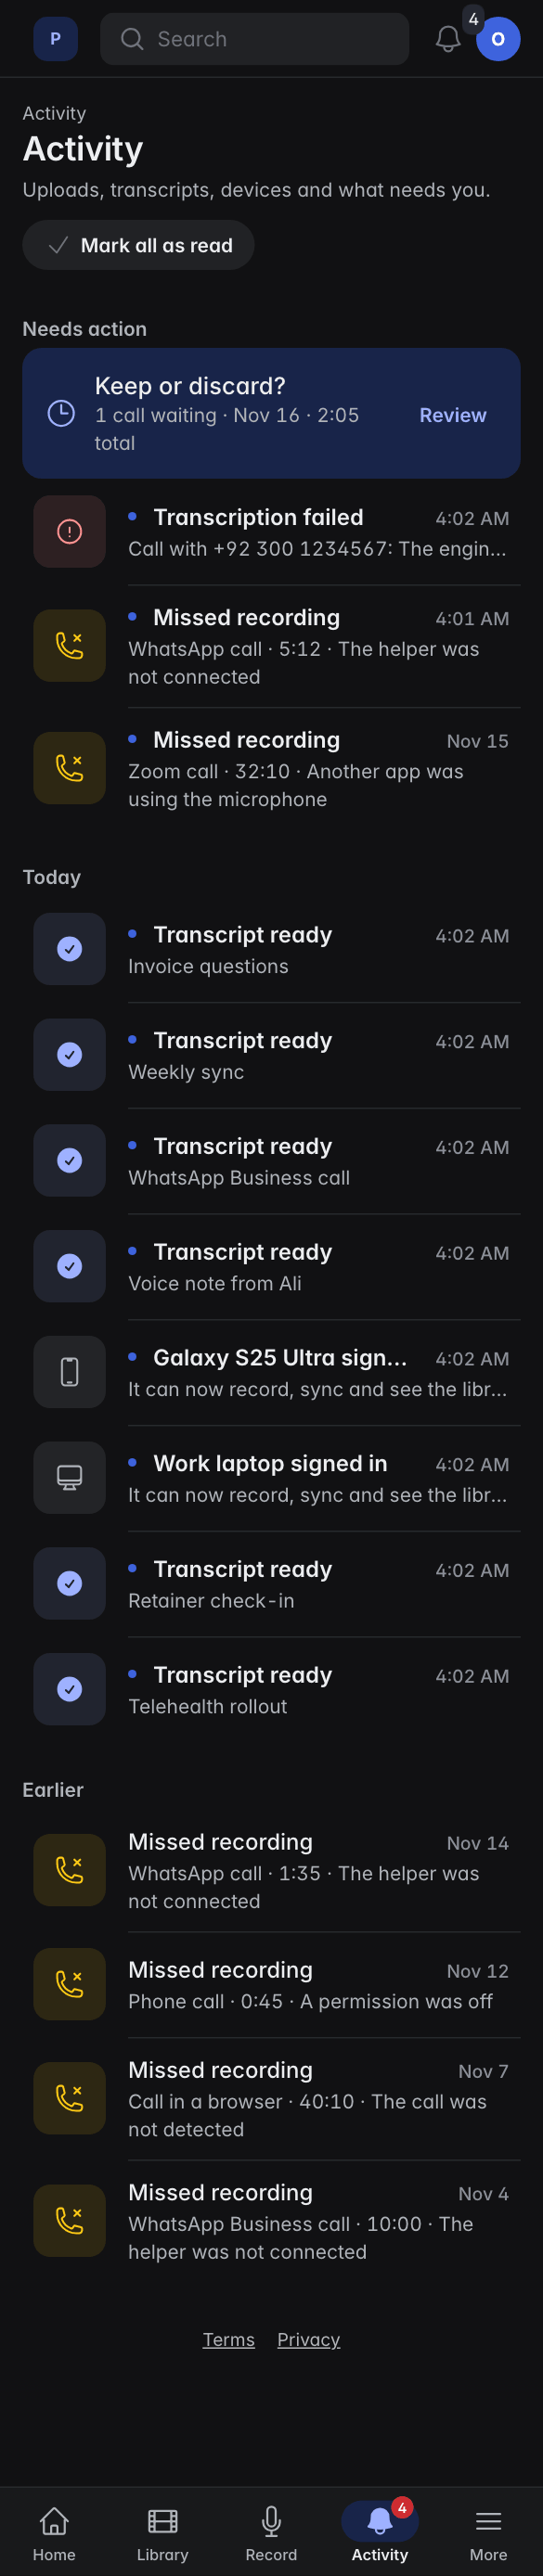 P
Search
4
O
Activity
Activity
Uploads, transcripts, devices and what needs you.
Mark all as read
Needs action
Keep or discard?
1 call waiting · Nov 16 · 2:05
total
Review
Transcription failed 4:02 AM
Call with +92 300 1234567: The engin...
Missed recording 4:01 AM
WhatsApp call · 5:12 · The helper was
not connected
Missed recording Nov 15
Zoom call · 32:10 · Another app was
using the microphone
Today
Transcript ready 4:02 AM
Invoice questions
Transcript ready 4:02 AM
Weekly sync
Transcript ready 4:02 AM
WhatsApp Business call
Transcript ready 4:02 AM
Voice note from Ali
Galaxy S25 Ultra sign... 4:02 AM
It can now record, sync and see the libr...
Work laptop signed in 4:02 AM
It can now record, sync and see the libr...
Transcript ready 4:02 AM
Retainer check-in
Transcript ready 4:02 AM
Telehealth rollout
Earlier
Missed recording Nov 14
WhatsApp call · 1:35 · The helper was
not connected
Missed recording Nov 12
Phone call · 0:45 · A permission was off
Missed recording Nov 7
Call in a browser · 40:10 · The call was
not detected
Missed recording Nov 4
WhatsApp Business call · 10:00 · The
helper was not connected
Terms Privacy
4
Home Library Record Activity More